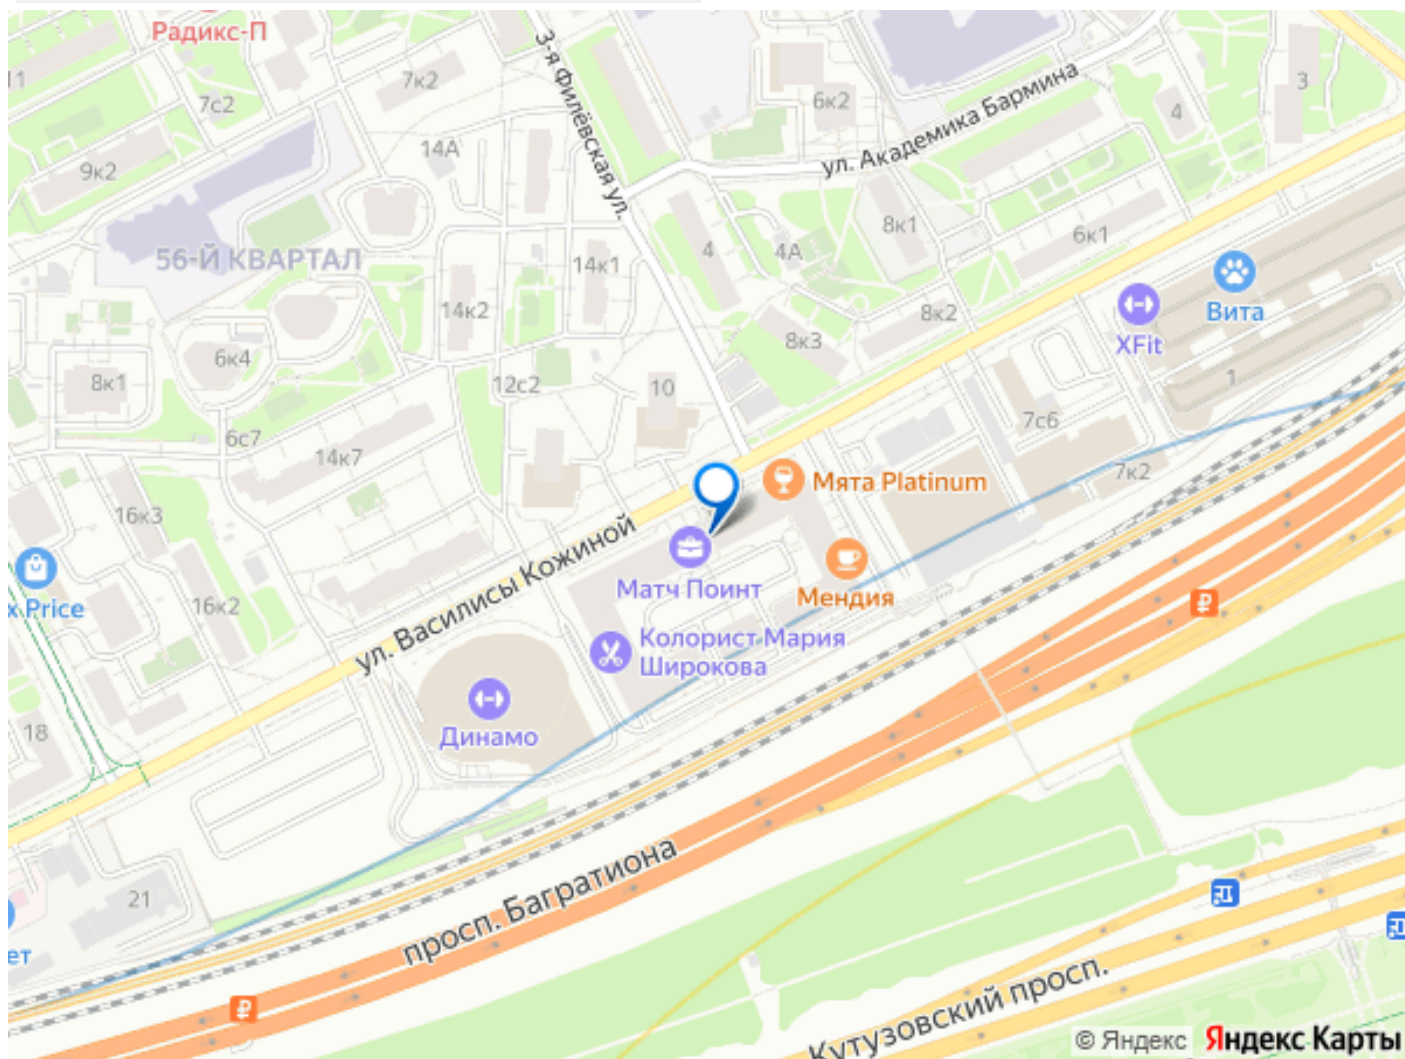 Радикс-П
11
7к2
7с2
3-я Филёвская ул.
6к2
ул. Академика Бармина
4
3
14А
9к2
56-Й КВАРТАЛ
14к1
4
4А
8к1
6к1
14к2
8к2
Вита
XFit
6к4
8к3
8к1
12с2
10
1
6с7
14к7
7с6
7к2
Мята Platinum
16к3
ул. Василисы Кожиной
Матч Поинт
Мендия
x Price
16к2
Колорист Мария
Широкова
18
Динамо
просп. Багратиона
21
ет
Кутузовский просп.
© Яндекс Яндекс Карты